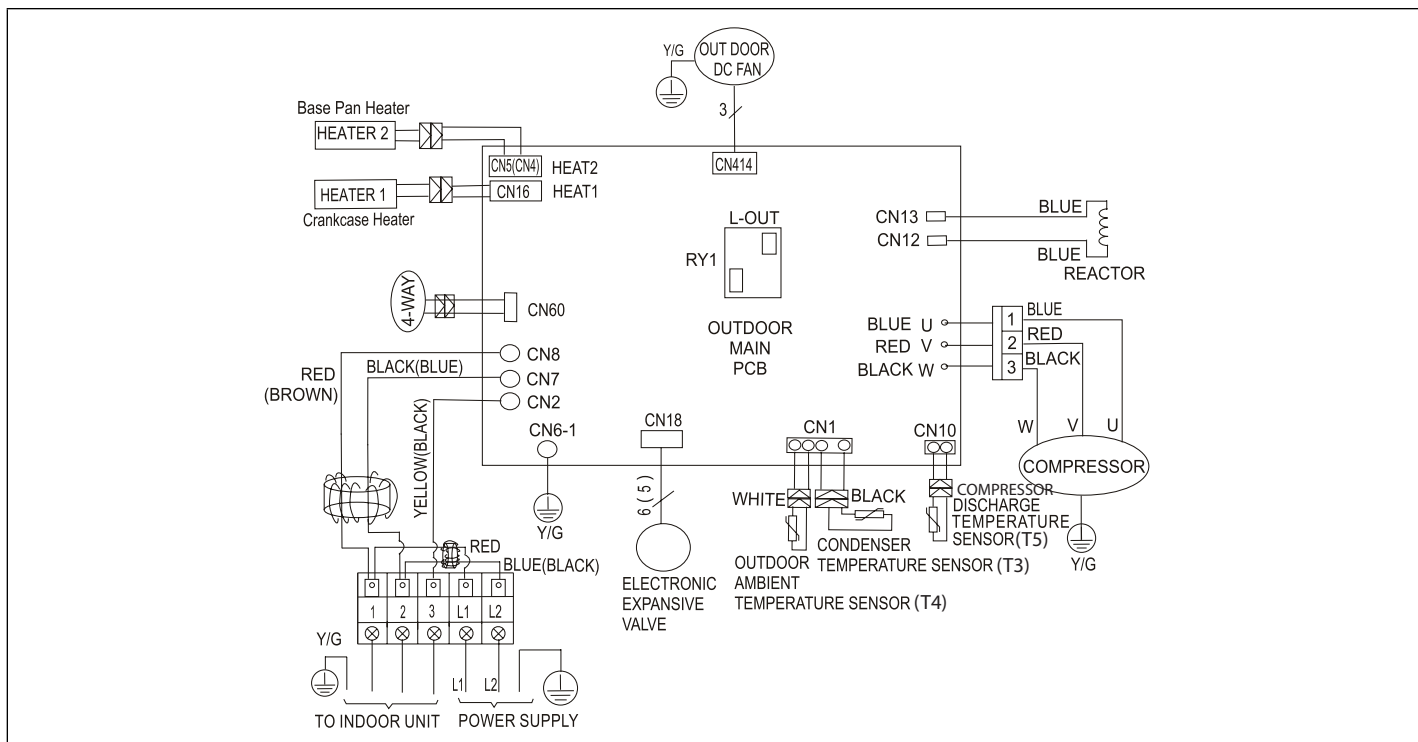 Y/G
OUT DOOR
DC FAN
3
Base Pan Heater
HEATER 2
CN5(CN4)
HEAT2
CN414
HEATER 1
CN16
HEAT1
Crankcase Heater
L-OUT
RY1
CN13
BLUE
CN12
BLUE
REACTOR
4-WAY
CN60
OUTDOOR
MAIN
PCB
BLUE U
RED V
BLACK W
1
BLUE
2
RED
3
BLACK
CN8
RED
(BROWN)
BLACK(BLUE)
CN7
CN2
YELLOW(BLACK)
CN6-1
Y/G
CN18
6 ( 5 )
ELECTRONIC
EXPANSIVE
VALVE
CN1
WHITE
BLACK
OUTDOOR
AMBIENT
TEMPERATURE SENSOR (T4)
CONDENSER
TEMPERATURE SENSOR (T3)
CN10
COMPRESSOR
DISCHARGE
TEMPERATURE
SENSOR(T5)
W
V
U
COMPRESSOR
Y/G
RED
BLUE(BLACK)
1
2
3
L1
L2
Y/G
L1
L2
TO INDOOR UNIT
POWER SUPPLY